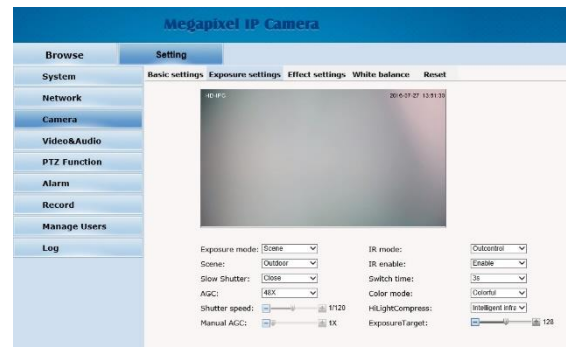 Megapixel IP Camera
Browse Setting
System Basic settings Exposure settings Effect settings White balance Reset
Network HD-IPC 2016-07-27 13:51:33
Camera
Video&Audio
PTZ Function
Alarm
Record
Manage Users
Log
Exposure mode: Scene IR mode: Outcontrol
Scene: Outdoor IR enable: Enable
Slow Shutter: Close Switch time: 3s
AGC: 48X Color mode: Colorful
Shutter speed: 1/120 HiLightCompress: Intelligent infra
Manual AGC: 1X ExposureTarget: 128